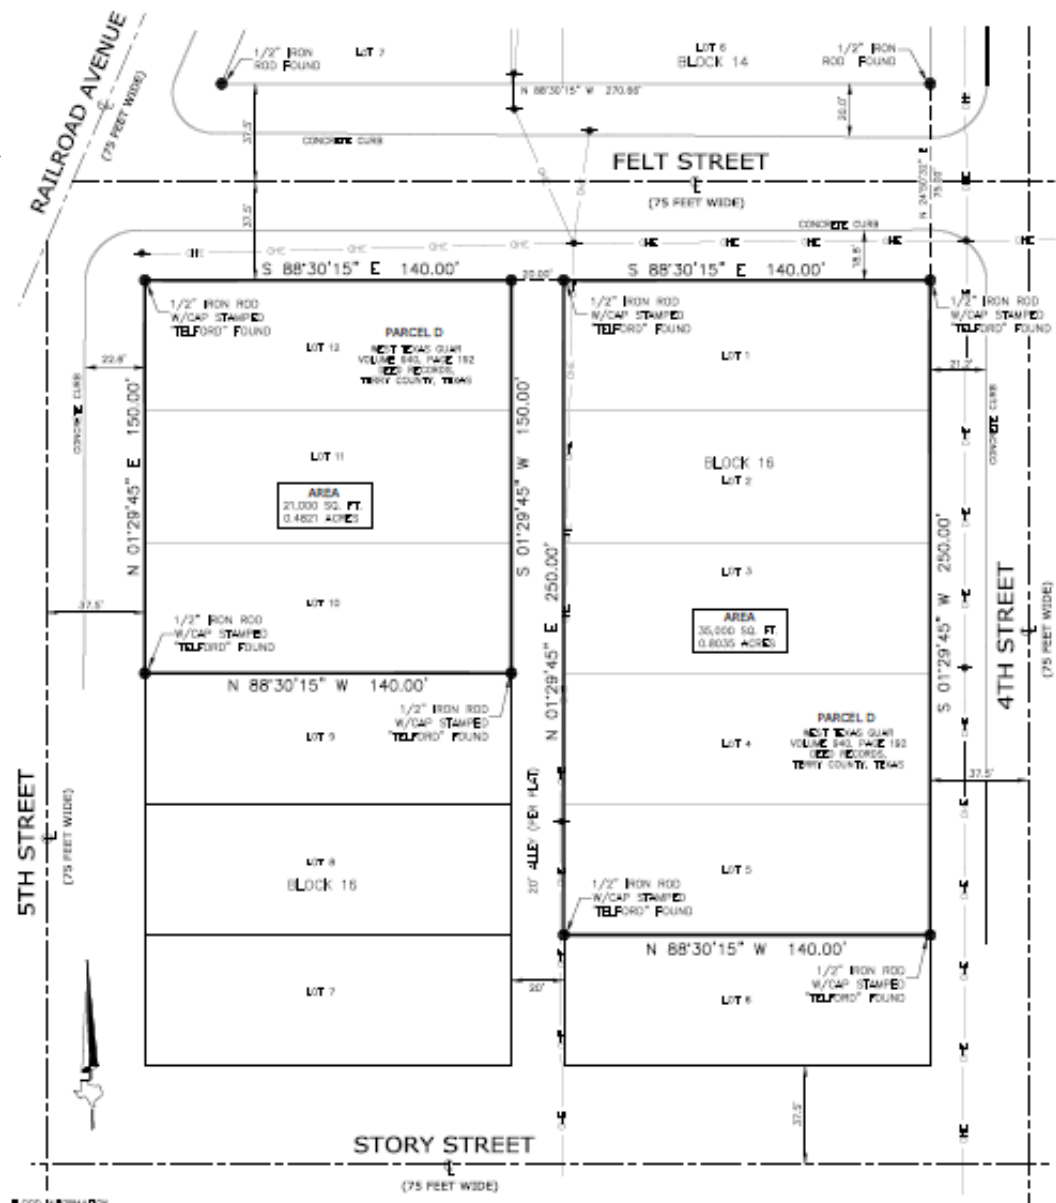 RAILROAD AVENUE
(75 FEET WIDE)
1/2" IRON
ROD FOUND
LOT 7
LOT 6
BLOCK 14
1/2" IRON
ROD FOUND
N 88°30'15" W 270.66'
37.5'
20.0'
CONCRETE CURB
FELT STREET
(75 FEET WIDE)
75.00'
37.5'
CONCRETE CURB
OHE OHE OHE OHE OHE OHE OHE OHE OHE
18.8'
S 88°30'15" E 140.00'
20.00'
S 88°30'15" E 140.00'
1/2" IRON ROD
W/CAP STAMPED
"TELFORD" FOUND
1/2" IRON ROD
W/CAP STAMPED
"TELFORD" FOUND
1/2" IRON ROD
W/CAP STAMPED
"TELFORD" FOUND
LOT 12
PARCEL D
WEST TEXAS GUAR
VOLUME 940, PAGE 192
DEED RECORDS,
TERRY COUNTY, TEXAS
LOT 1
22.6'
21.2'
CONCRETE CURB
CONCRETE CURB
N 01°29'45" E 150.00'
S 01°29'45" W 150.00'
LOT 11
AREA
21,000 SQ. FT.
0.4821 ACRES
BLOCK 16
LOT 2
LOT 3
N 01°29'45" E 250.00'
S 01°29'45" W 250.00'
AREA
35,000 SQ. FT.
0.8035 ACRES
37.5'
LOT 10
1/2" IRON ROD
W/CAP STAMPED
"TELFORD" FOUND
4TH STREET
(75 FEET WIDE)
N 88°30'15" W 140.00'
1/2" IRON ROD
W/CAP STAMPED
"TELFORD" FOUND
LOT 9
LOT 4
PARCEL D
WEST TEXAS GUAR
VOLUME 940, PAGE 192
DEED RECORDS,
TERRY COUNTY, TEXAS
37.5'
5TH STREET
(75 FEET WIDE)
20' ALLEY (PER PLAT)
LOT 8
BLOCK 16
LOT 5
1/2" IRON ROD
W/CAP STAMPED
"TELFORD" FOUND
N 88°30'15" W 140.00'
1/2" IRON ROD
W/CAP STAMPED
"TELFORD" FOUND
20'
LOT 7
LOT 6
37.5'
STORY STREET
(75 FEET WIDE)